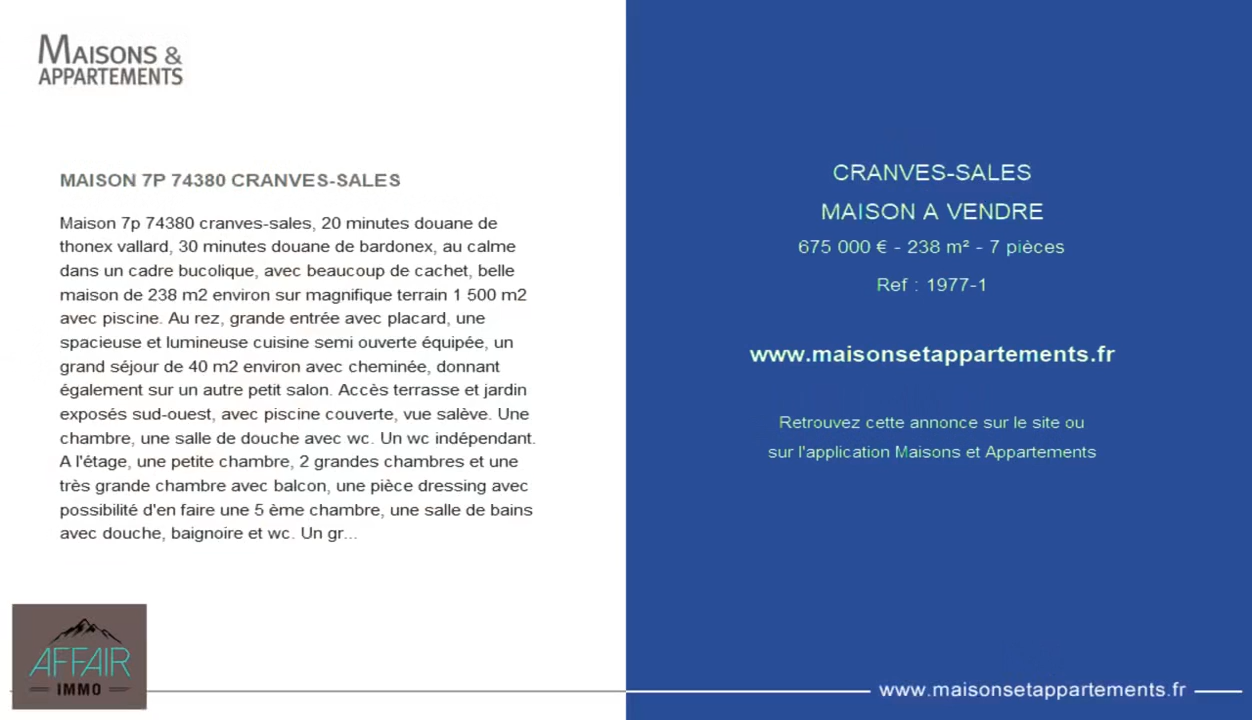 MAISONS &
APPARTEMENTS
MAISON 7P 74380 CRANVES-SALES
Maison 7p 74380 cranves-sales, 20 minutes douane de
thonex vallard, 30 minutes douane de bardonex, au calme
dans un cadre bucolique, avec beaucoup de cachet, belle
maison de 238 m2 environ sur magnifique terrain 1 500 m2
avec piscine. Au rez, grande entrée avec placard, une
spacieuse et lumineuse cuisine semi ouverte équipée, un
grand séjour de 40 m2 environ avec cheminée, donnant
également sur un autre petit salon. Accès terrasse et jardin
exposés sud-ouest, avec piscine couverte, vue salève. Une
chambre, une salle de douche avec wc. Un wc indépendant.
A l'étage, une petite chambre, 2 grandes chambres et une
très grande chambre avec balcon, une pièce dressing avec
possibilité d'en faire une 5 ème chambre, une salle de bains
avec douche, baignoire et wc. Un gr...
AFFAIR
IMMO
CRANVES-SALES
MAISON A VENDRE
675 000 € - 238 m² - 7 pièces
Ref : 1977-1
www.maisonsetappartements.fr
Retrouvez cette annonce sur le site ou
sur l'application Maisons et Appartements
www.maisonsetappartements.fr